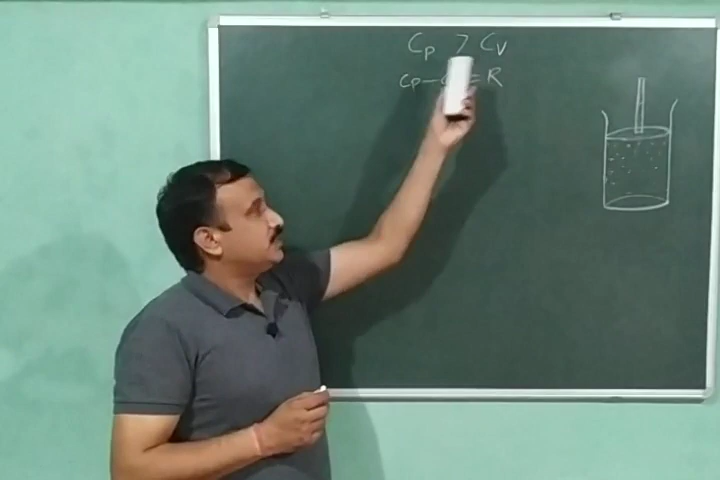 Cp > Cv
Cp – = R